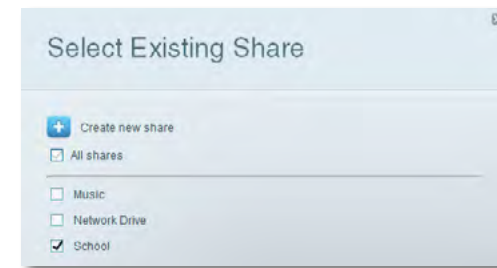 Select Existing Share
Create new share
All shares
Music
Network Drive
School